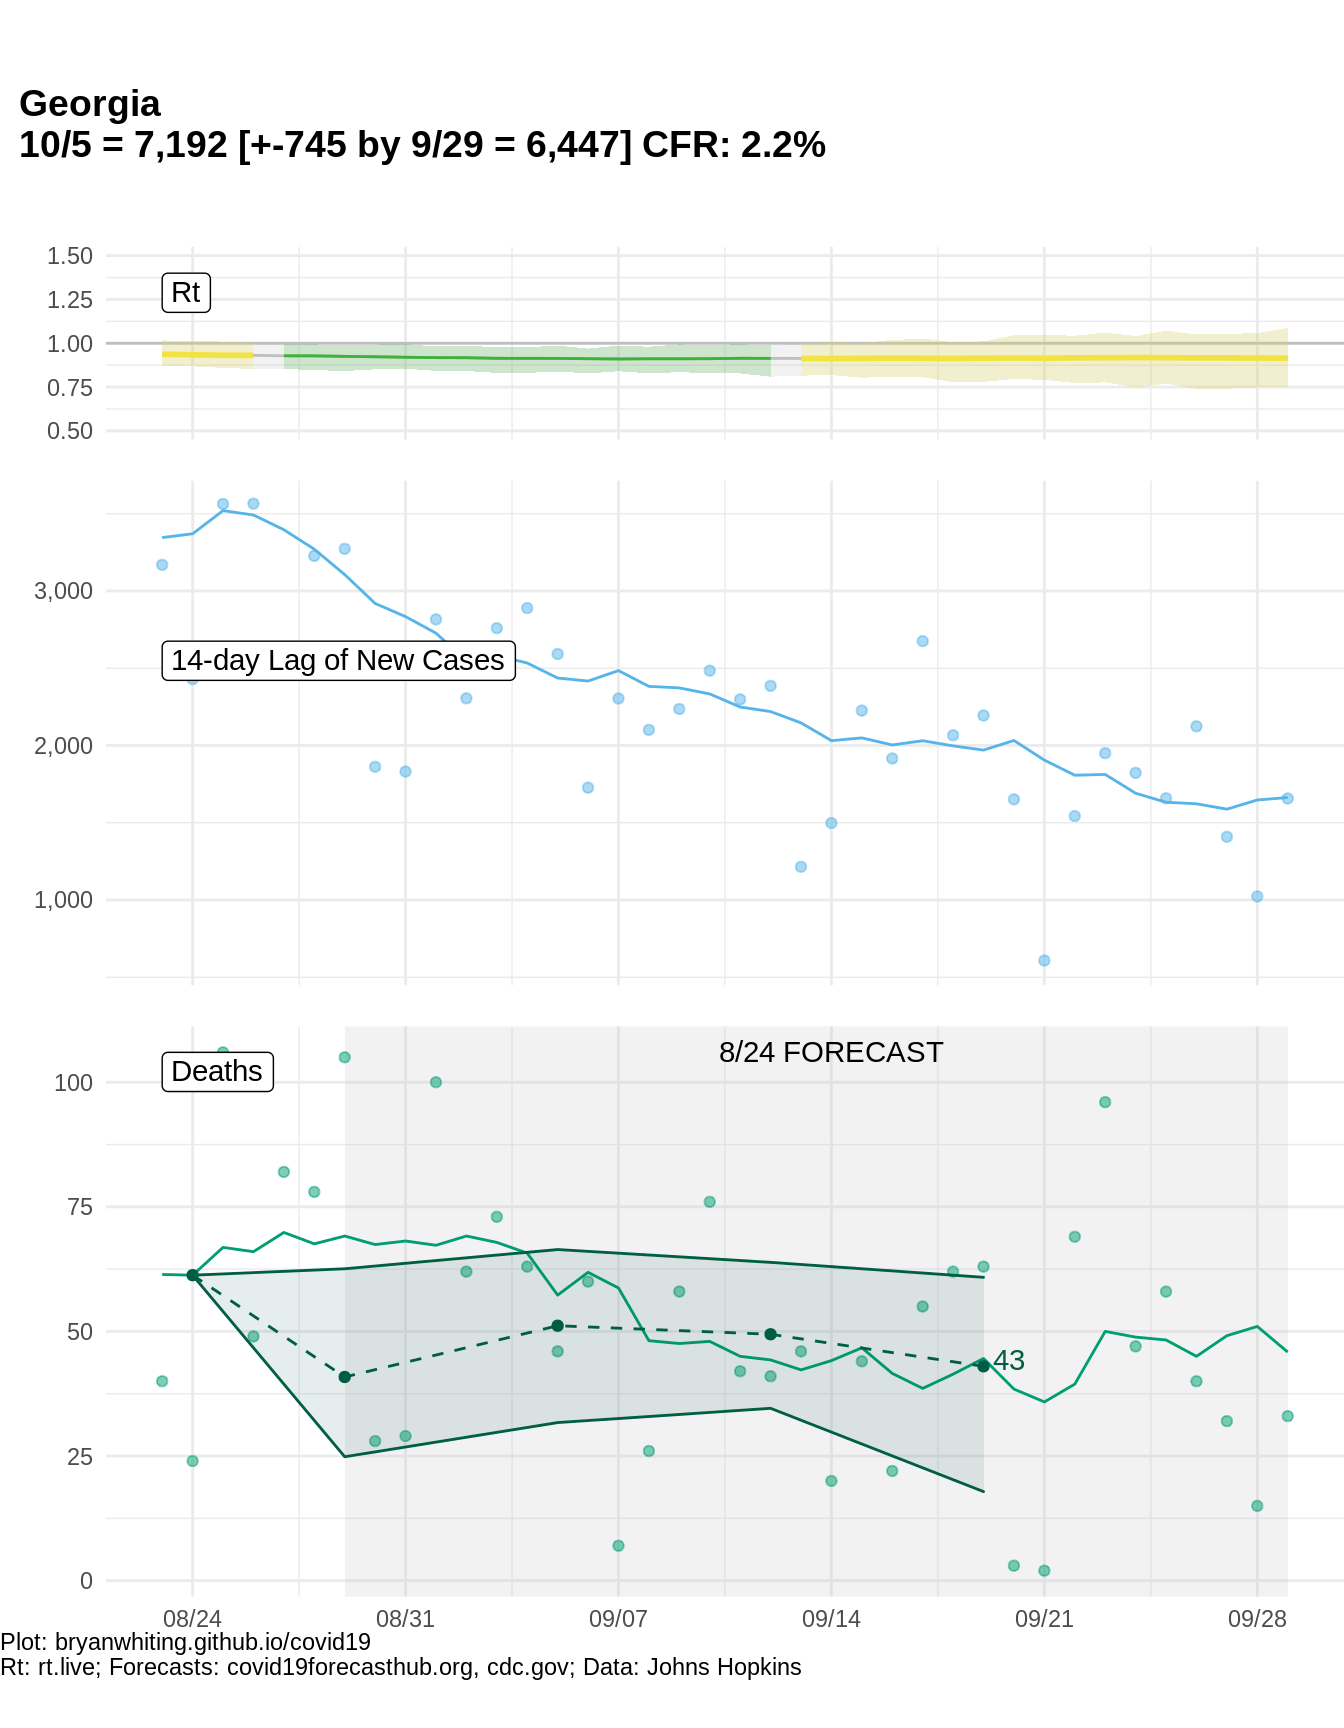 Georgia
10/5 = 7,192 [+-745 by 9/29 = 6,447] CFR: 2.2%
1.50
Rt
1.25
1.00
0.75
0.50
3,000
14-day Lag of New Cases
2,000
1,000
8/24 FORECAST
Deaths
100
75
50
43
25
0
08/24 08/31 09/07 09/14 09/21 09/28
Plot: bryanwhiting.github.io/covid19
Rt: rt.live; Forecasts: covid19forecasthub.org, cdc.gov; Data: Johns Hopkins